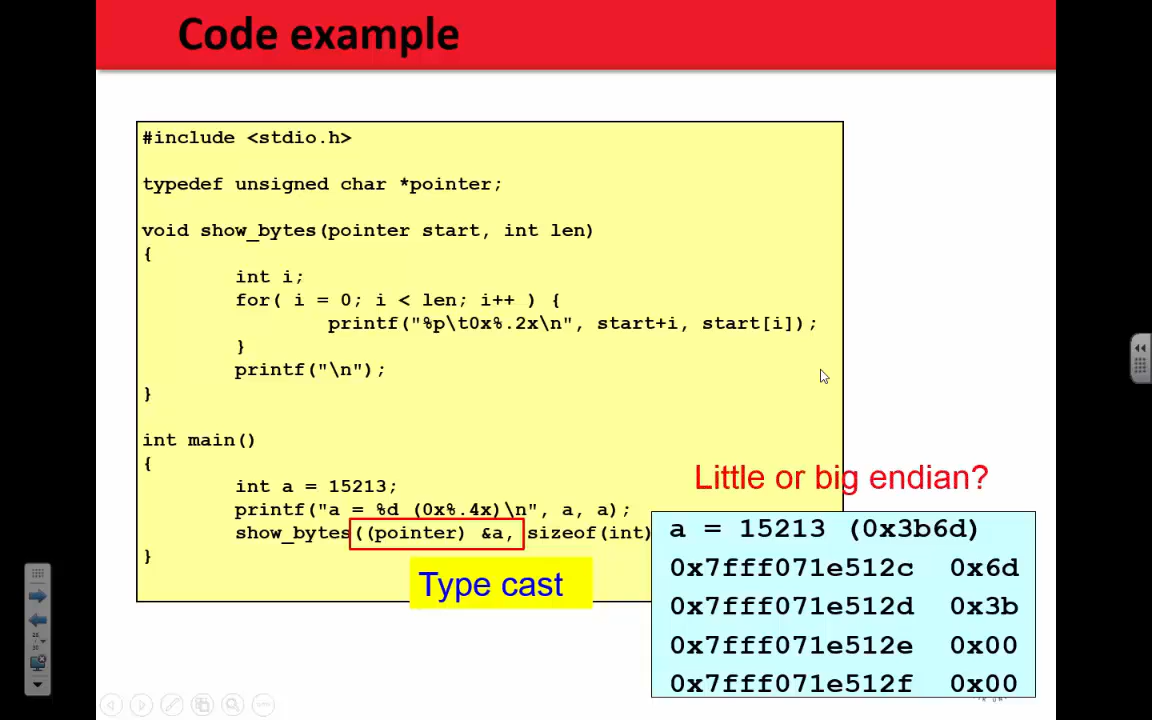 Code example
#include <stdio.h>
typedef unsigned char *pointer;
void show_bytes(pointer start, int len)
{
int i;
for( i = 0; i < len; i++ ) {
printf("%p\t0x%.2x\n", start+i, start[i]);
}
printf("\n");
}
int main()
{
int a = 15213;
printf("a = %d (0x%.4x)\n", a, a);
show_bytes((pointer) &a, sizeof(int)
}
Type cast
Little or big endian?
a = 15213 (0x3b6d)
0x7fff071e512c 0x6d
0x7fff071e512d 0x3b
0x7fff071e512e 0x00
0x7fff071e512f 0x00